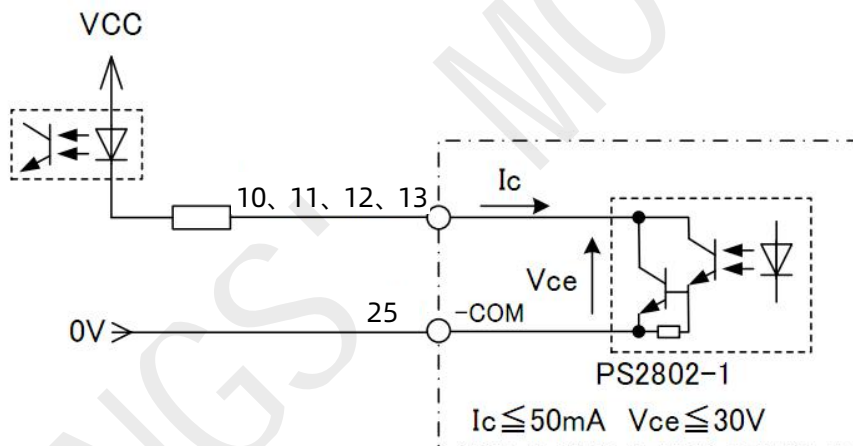 VCC
10、11、12、13
Ic
Vce
25
-COM
0V
PS2802-1
Ic≦50mA Vce≦30V